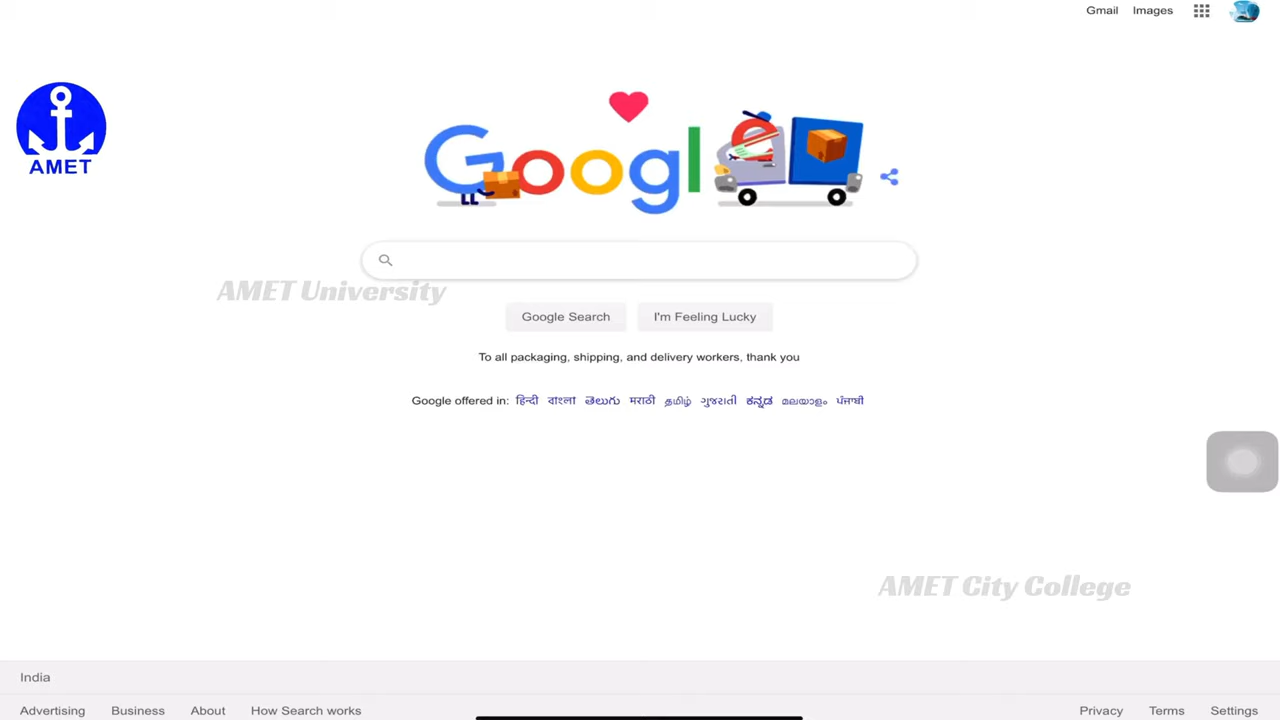 Gmail Images
AMET
Google
AMET University
Google Search I'm Feeling Lucky
To all packaging, shipping, and delivery workers, thank you
Google offered in: हिन्दी বাংলা తెలుగు मराठी தமிழ் ગુજરાતી ಕನ್ನಡ മലയാളം ਪੰਜਾਬੀ
AMET City College
India
Advertising Business About How Search works Privacy Terms Settings